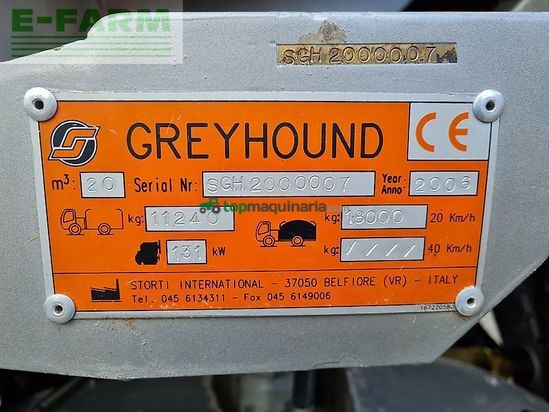 E-FARM
SGH 2000007
GREYHOUND CE
m³: 20 Serial Nr: SGH 2000007 Year- Anno: 2006
kg: 11240 kg: 18000 20 Km/h
131 kW kg: //// 40 Km/h
topmaquinaria.com
STORTI INTERNATIONAL - 37050 BELFIORE (VR) - ITALY
Tel. 045 6134311 - Fax 045 6149006